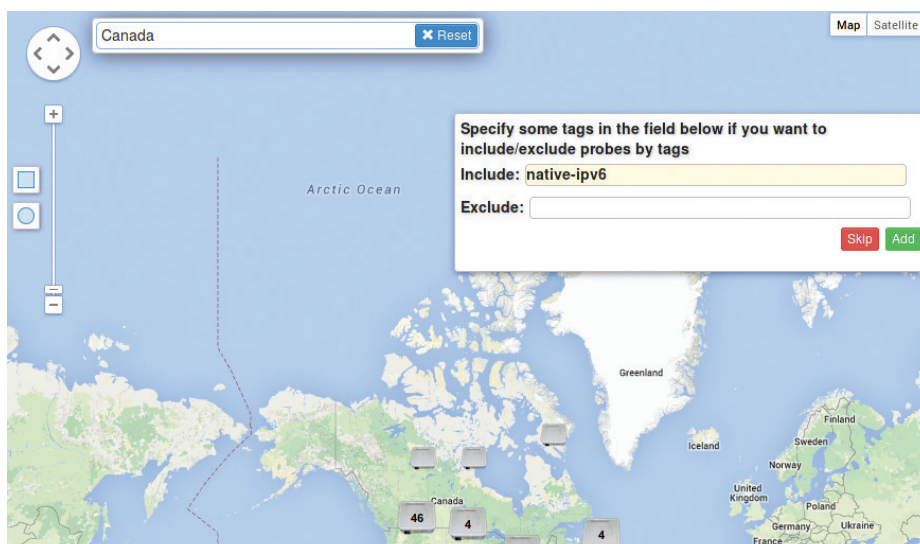 Canada
Reset
Map Satellite
Specify some tags in the field below if you want to
include/exclude probes by tags
Include: native-ipv6
Exclude:
Skip Add
Arctic Ocean
Greenland
Finland
Iceland
Sweden
Norway
Canada
United
Kingdom
Poland
46
4
4
Germany
Ukraine
France